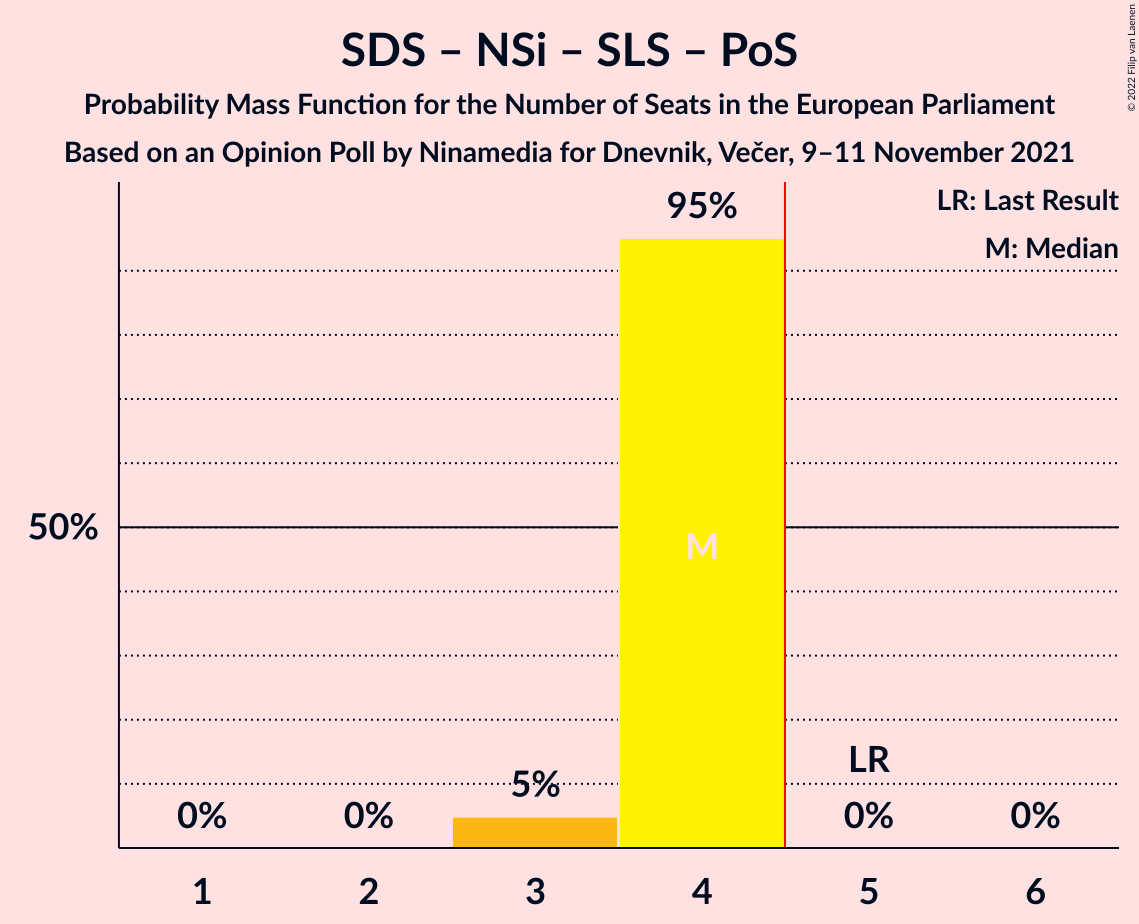 SDS – NSi – SLS – PoS
Probability Mass Function for the Number of Seats in the European Parliament
Based on an Opinion Poll by Ninamedia for Dnevnik, Večer, 9–11 November 2021
© 2022 Filip van Laenen
LR: Last Result
M: Median
95%
50%
M
LR
5%
0% 0% 0% 0%
1 2 3 4 5 6